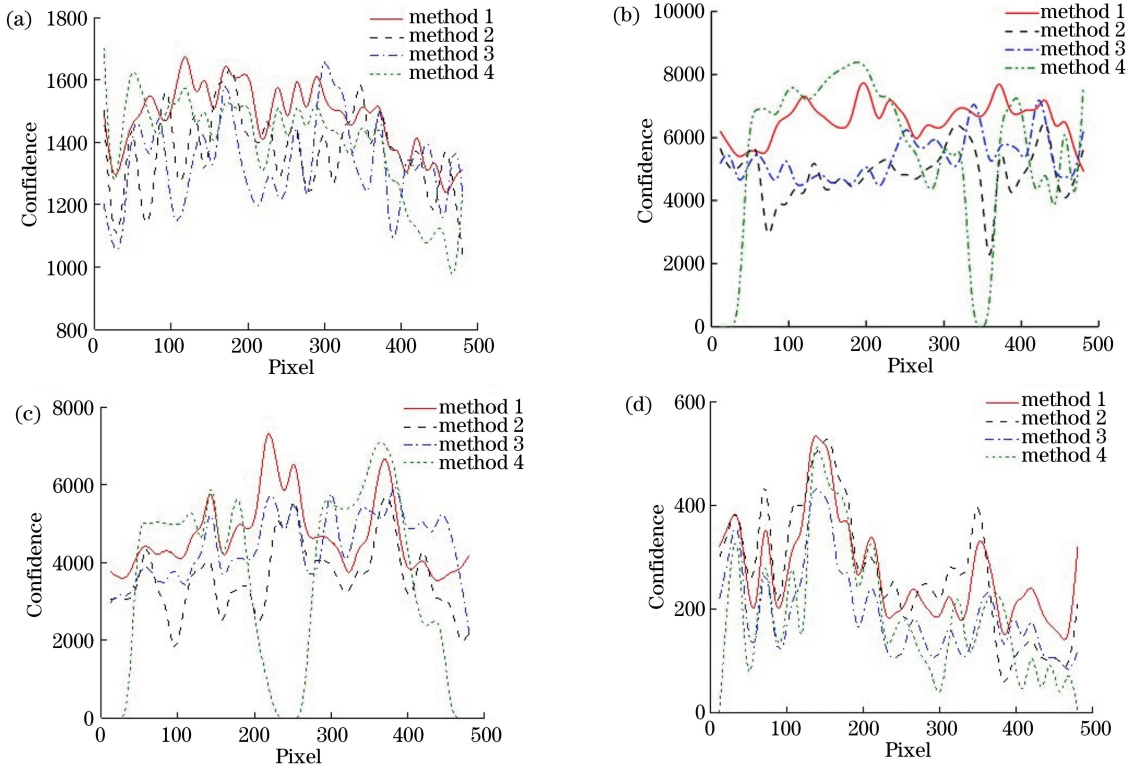 (a)
1800
1600
1400
1200
1000
800
Confidence
0 100 200 300 400 500
Pixel
method 1
method 2
method 3
method 4
(b)
10000
8000
6000
4000
2000
0
Confidence
0 100 200 300 400 500
Pixel
method 1
method 2
method 3
method 4
(c)
8000
6000
4000
2000
0
Confidence
100 200 300 400 500
Pixel
method 1
method 2
method 3
method 4
(d)
600
400
200
0
Confidence
0 100 200 300 400 500
Pixel
method 1
method 2
method 3
method 4